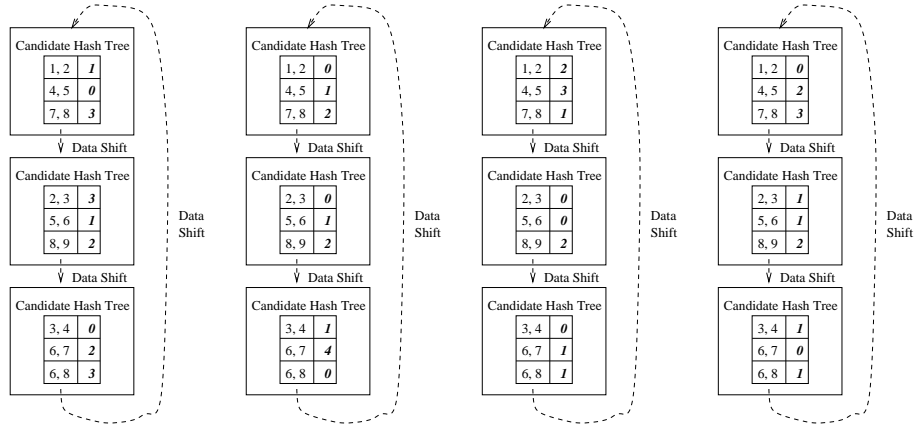 Candidate Hash Tree
1, 2 1
4, 5 0
7, 8 3
Data Shift
Candidate Hash Tree
2, 3 3
5, 6 1
8, 9 2
Data Shift
Candidate Hash Tree
3, 4 0
6, 7 2
6, 8 3
Data
Shift
Candidate Hash Tree
1, 2 0
4, 5 1
7, 8 2
Data Shift
Candidate Hash Tree
2, 3 0
5, 6 1
8, 9 2
Data Shift
Candidate Hash Tree
3, 4 1
6, 7 4
6, 8 0
Data
Shift
Candidate Hash Tree
1, 2 2
4, 5 3
7, 8 1
Data Shift
Candidate Hash Tree
2, 3 0
5, 6 0
8, 9 2
Data Shift
Candidate Hash Tree
3, 4 0
6, 7 1
6, 8 1
Data
Shift
Candidate Hash Tree
1, 2 0
4, 5 2
7, 8 3
Data Shift
Candidate Hash Tree
2, 3 1
5, 6 1
8, 9 2
Data Shift
Candidate Hash Tree
3, 4 1
6, 7 0
6, 8 1
Data
Shift